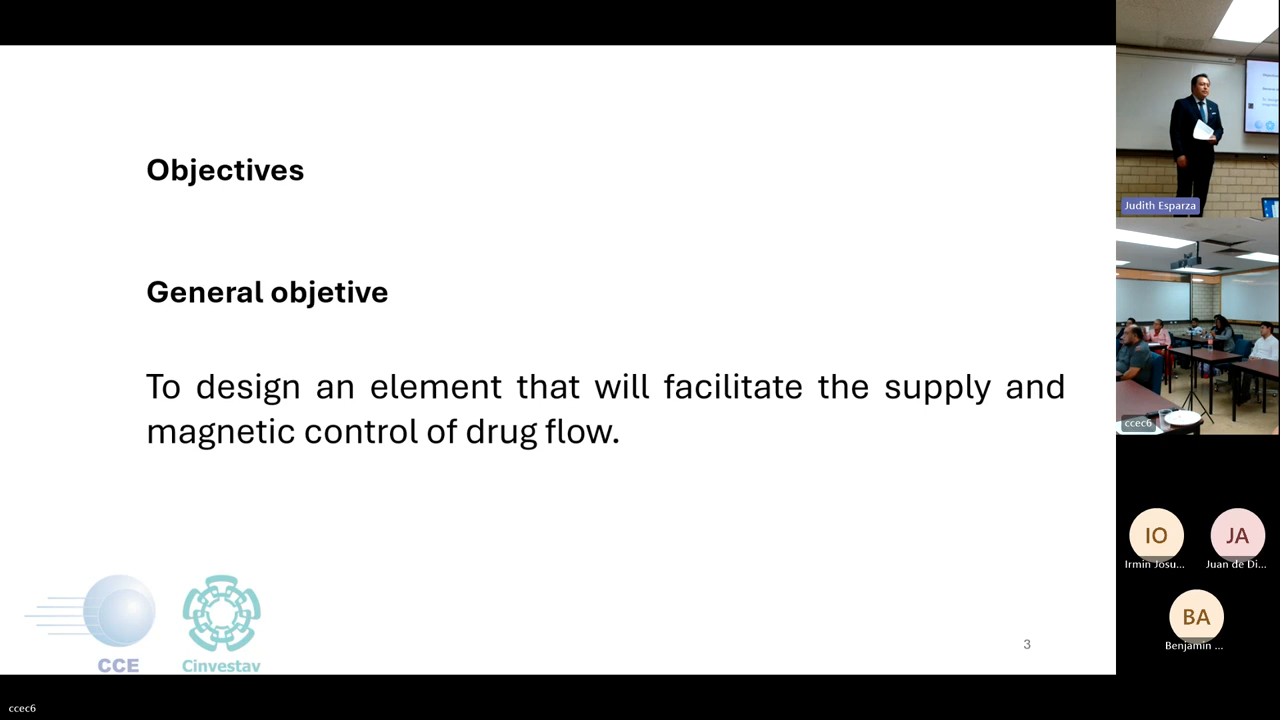 Objectives
General objetive
To design an element that will facilitate the supply and
magnetic control of drug flow.
CCE
Cinvestav
3
Judith Esparza
ccec6
IO
JA
Irmin Josu...
Juan de Di...
BA
Benjamin ...
ccec6